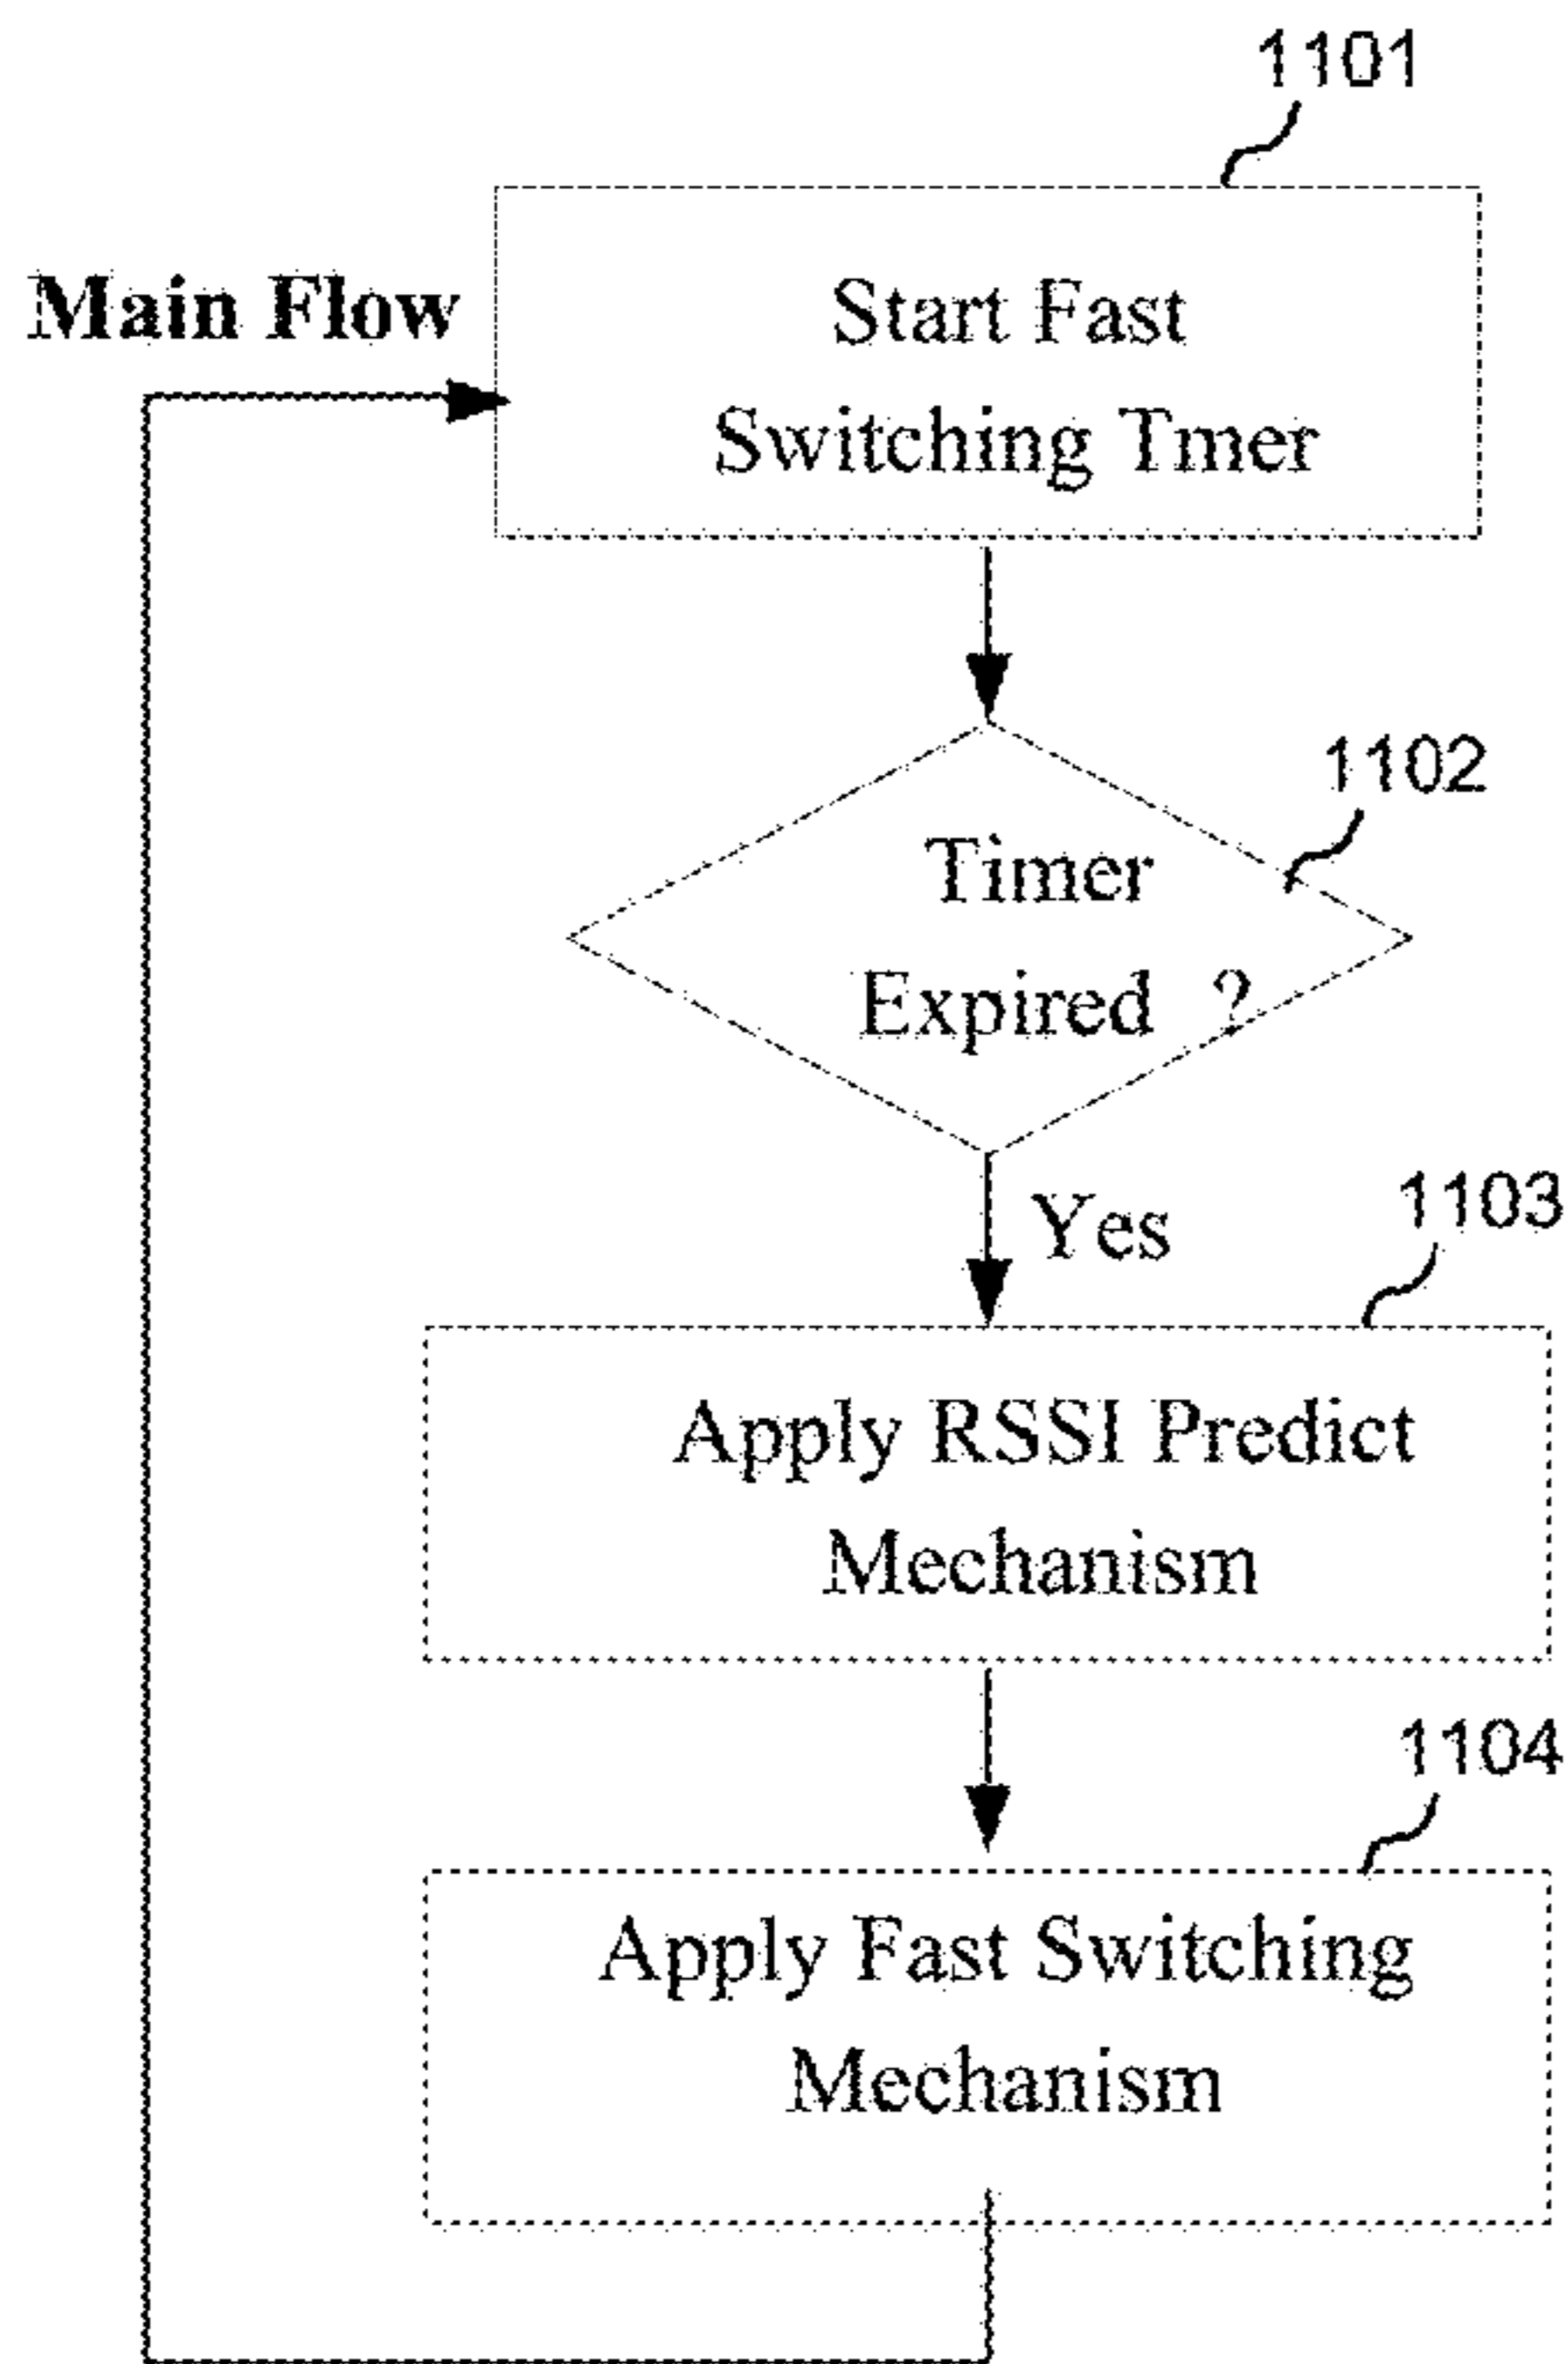 1101
Main Flow
Start Fast
Switching Tmer
1102
Timer
Expired ?
Yes
1103
Apply RSSI Predict
Mechanism
1104
Apply Fast Switching
Mechanism